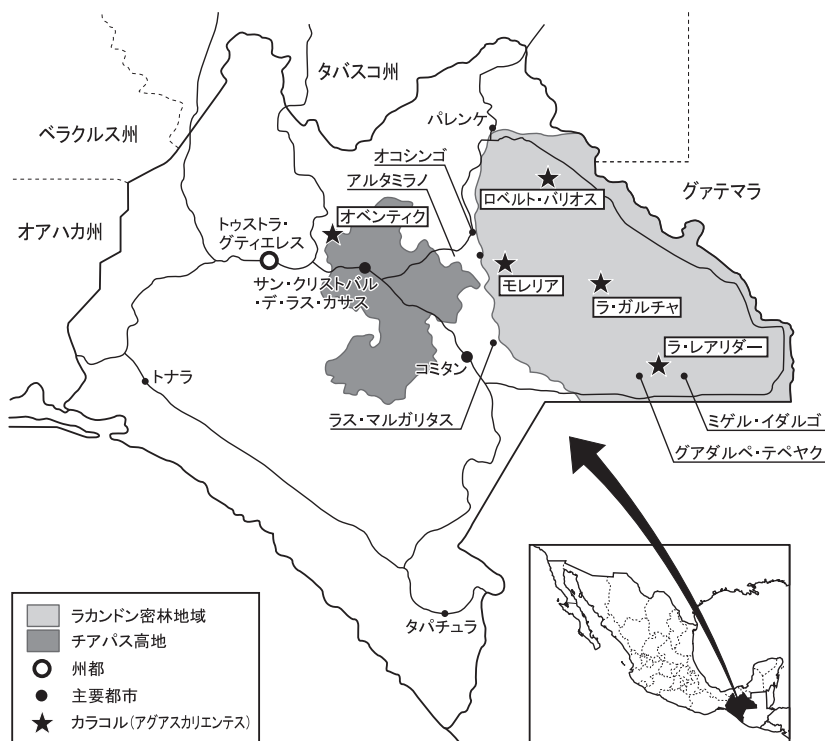 タバスコ州
ベラクルス州
パレンケ
オコシンゴ
アルタミラノ
ロベルト・バリオス
グァテマラ
オアハカ州
トゥストラ・
グティエレス
オベンティク
サン・クリストバル
・デ・ラス・カサス
モレリア
ラ・ガルチャ
ラ・レアリダー
コミタン
トナラ
ラス・マルガリタス
ミゲル・イダルゴ
グアダルペ・テペヤク
タパチュラ
ラカンドン密林地域
チアパス高地
州都
主要都市
カラコル(アグアスカリエンテス)